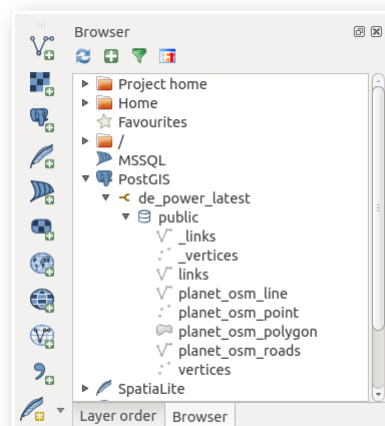 Browser
Project home
Home
Favourites
/
MSSQL
PostGIS
de_power_latest
public
_links
_vertices
links
planet_osm_line
planet_osm_point
planet_osm_polygon
planet_osm_roads
vertices
SpatiaLite
Layer order Browser